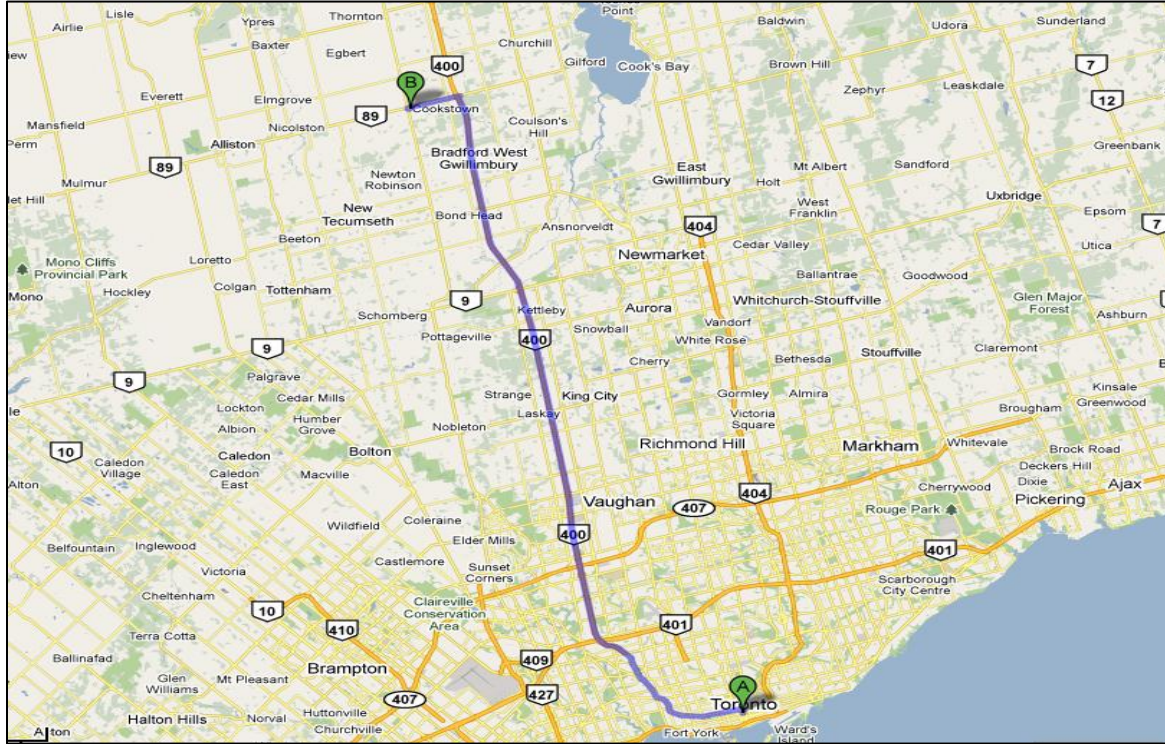 Point
Airlie
Lisle
Ypres
Thornton
Baldwin
Udora
Sunderland
Baxter
Egbert
Churchill
400
Gilford
Cook's Bay
Brown Hill
7
Leaskdale
Zephyr
12
Everett
Elmgrove
B
Cookstown
Mansfield
Nicolston
89
Coulson's
Hill
Perm
Alliston
Greenbank
89
Bradford West
Gwillimbury
East
Gwillimbury
Mt Albert
Sandford
Mulmur
Newton
Robinson
Holt
Uxbridge
New
Tecumseth
Bond Head
West
Franklin
Epsom
7
Ansnorveldt
404
Beeton
Newmarket
Cedar Valley
Utica
Mono Cliffs
Provincial Park
Loretto
Ballantrae
Goodwood
Mono
Hockley
Colgan
Tottenham
9
Whitchurch-Stouffville
Glen Major
Forest
Schomberg
Kettleby
Aurora
Ashburn
Pottageville
400
Snowball
Vandorf
White Rose
9
Stouffville
Claremont
Cherry
Bethesda
9
Palgrave
Kinsale
Greenwood
Cedar Mills
Strange
King City
Gormley
Almira
Lockton
Brougham
Albion
Humber
Grove
Laskay
Victoria
Square
Nobleton
10
Caledon
Bolton
Richmond Hill
Markham
Whitevale
Brock Road
Caledon
Village
Caledon
East
Macville
Deckers Hill
Alton
Cherrywood
Dixie
Ajax
Vaughan
404
Pickering
407
Rouge Park
Wildfield
Coleraine
400
Elder Mills
401
Belfountain
Inglewood
Castlemore
Sunset
Corners
Victoria
Scarborough
City Centre
Cheltenham
Claireville
Conservation
Area
10
410
401
Terra Cotta
Ballinafad
Brampton
409
Glen
Williams
Mt Pleasant
427
A
407
Toronto
Halton Hills
Norval
Huttonville
Churchville
Fort York
Ward's
Island